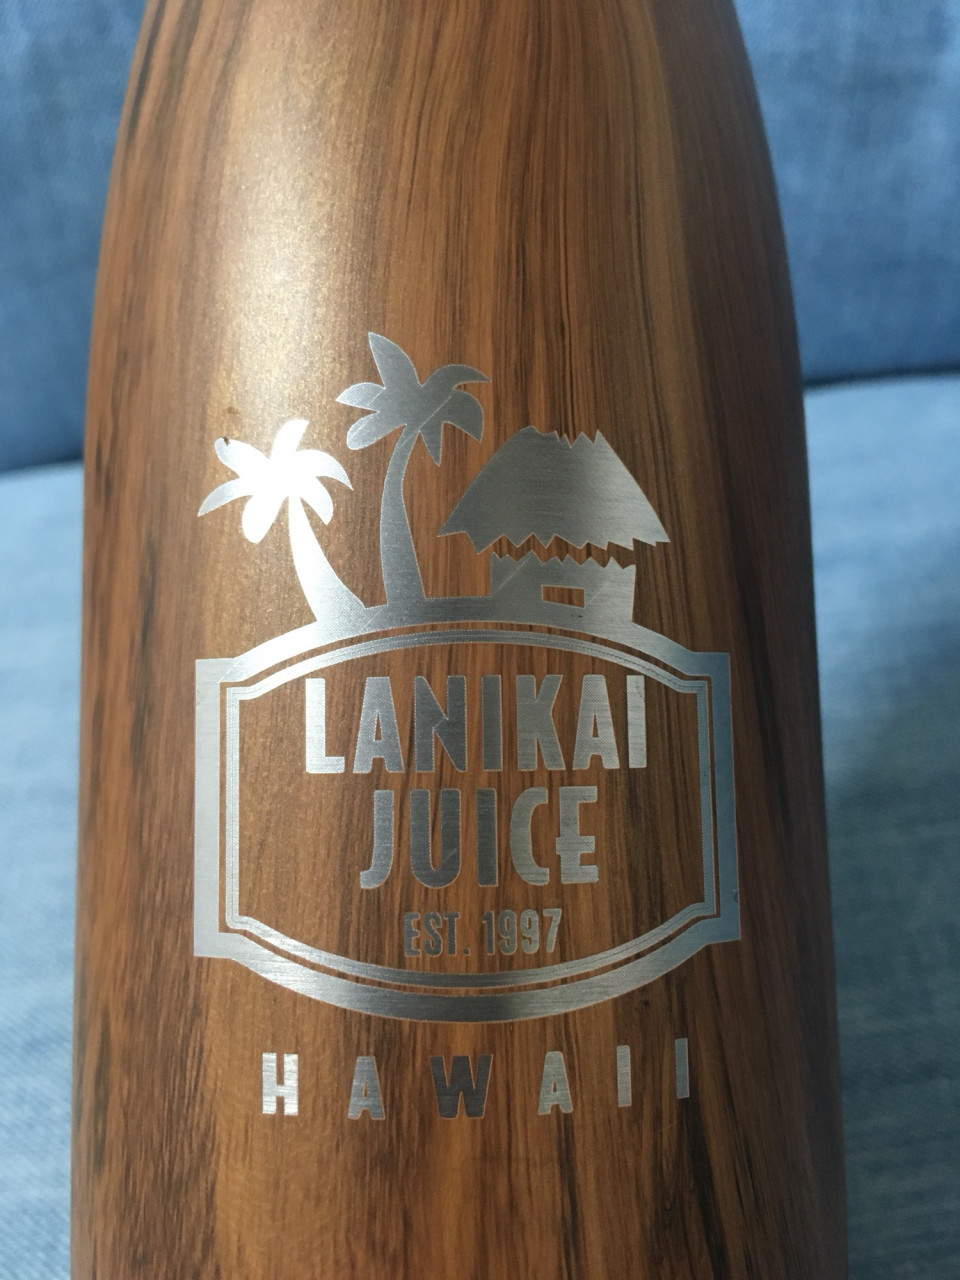 LANIKAI
JUICE
EST. 1997
HAWAII